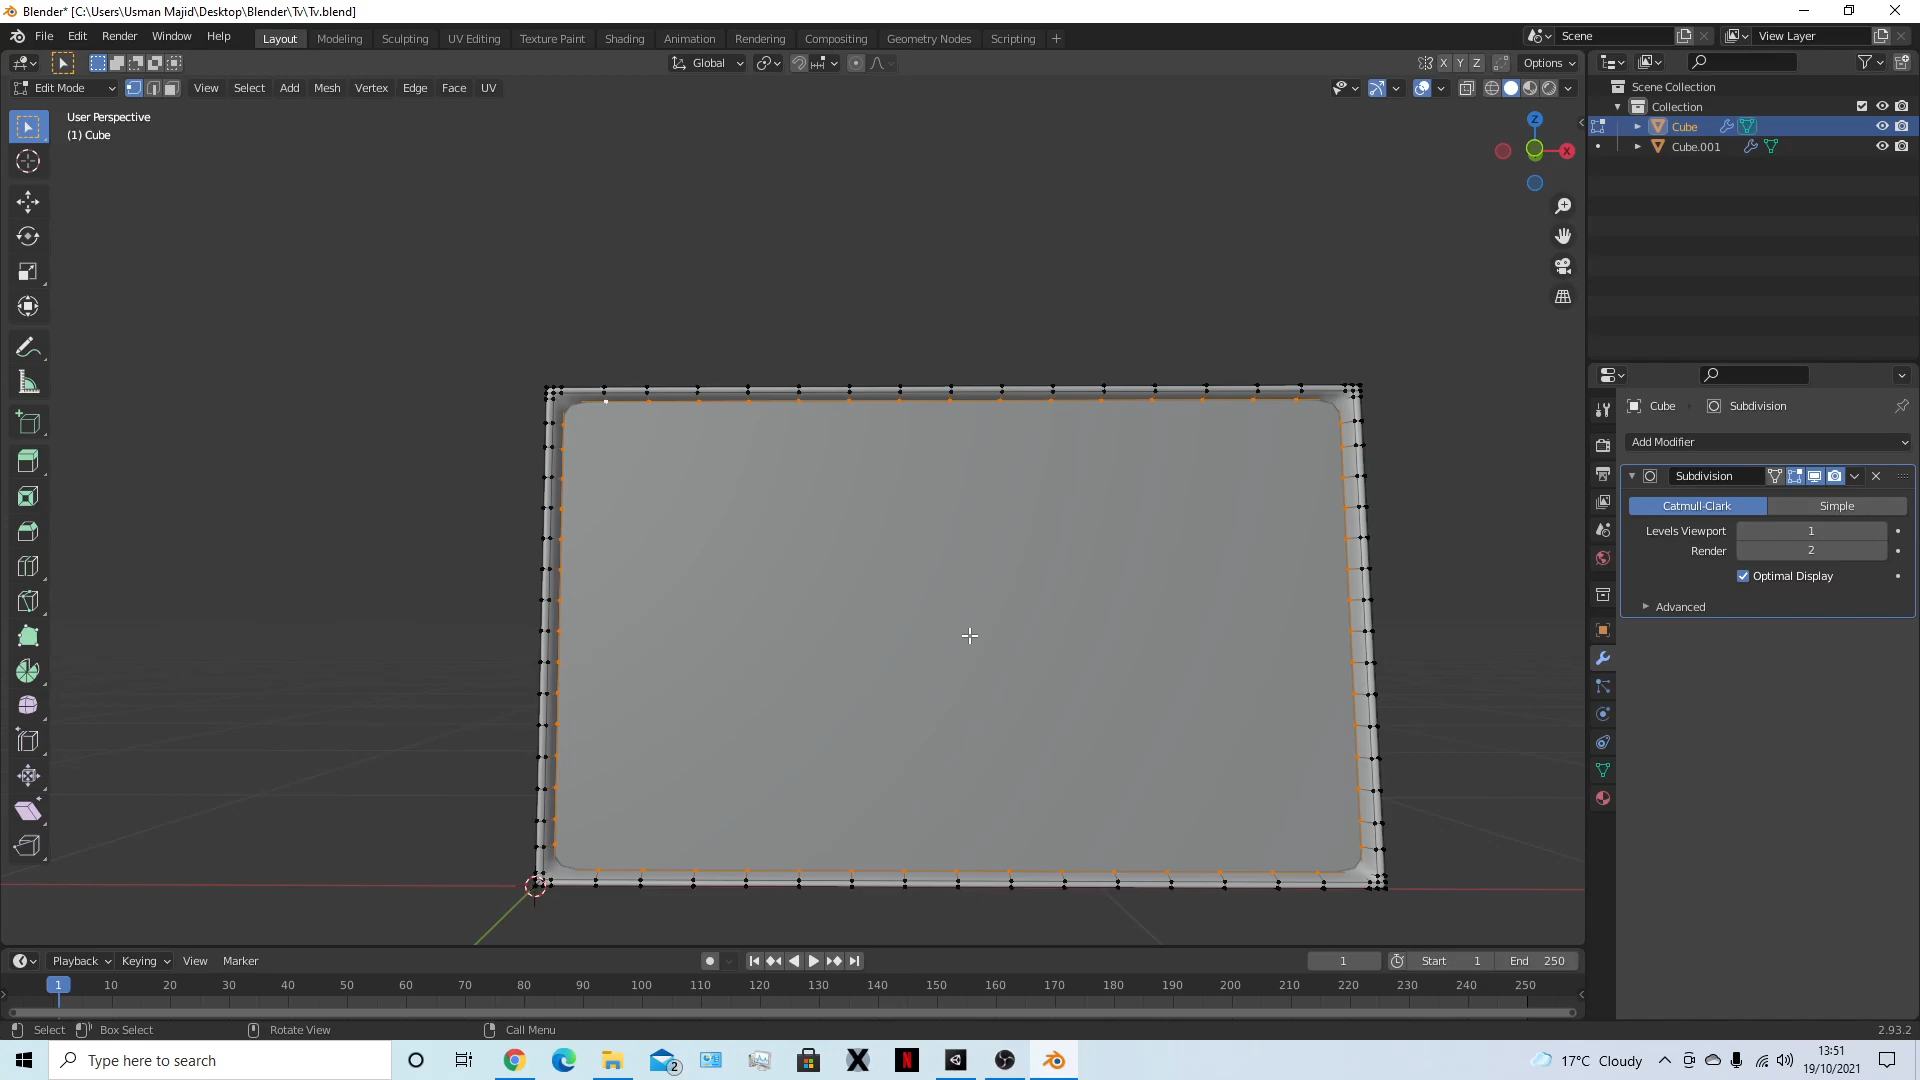 Blender* [C:\Users\Usman Majid\Desktop\Blender\Tv\Tv.blend]
File Edit Render Window Help Layout Modeling Sculpting UV Editing Texture Paint Shading Animation Rendering Compositing Geometry Nodes Scripting + Scene View Layer
Global X Y Z Options
Edit Mode View Select Add Mesh Vertex Edge Face UV
Scene Collection
Collection
Cube
Cube.001
User Perspective
(1) Cube
Z
X
Cube Subdivision
Add Modifier
Subdivision
Catmull-Clark Simple
Levels Viewport 1
Render 2
Optimal Display
Advanced
Playback Keying View Marker 1 Start 1 End 250
1 10 20 30 40 50 60 70 80 90 100 110 120 130 140 150 160 170 180 190 200 210 220 230 240 250
Select Box Select Rotate View Call Menu 2.93.2
Type here to search 2 17°C Cloudy 13:51
19/10/2021